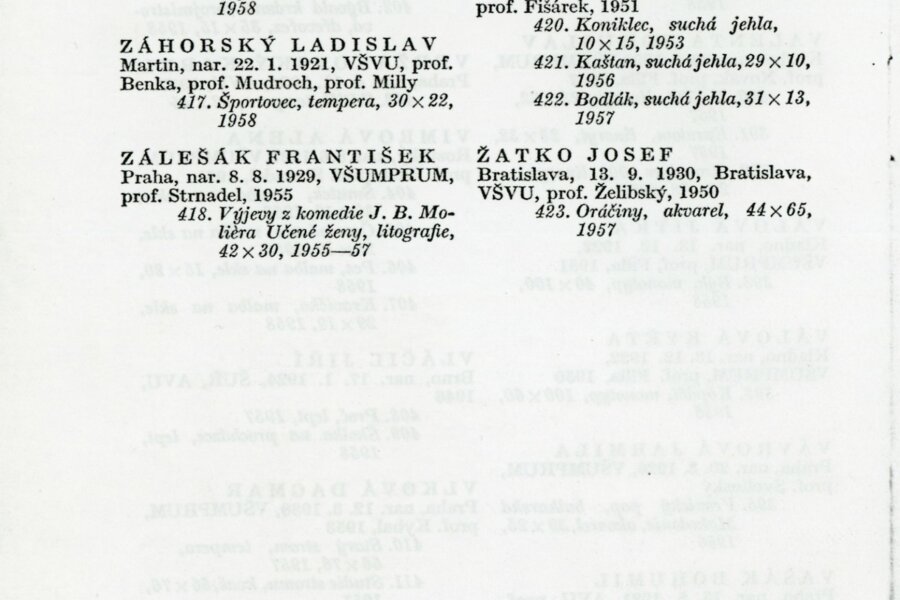 1958
ZÁHORSKÝ LADISLAV
Martin, nar. 22. 1. 1921, VŠVU, prof.
Benka, prof. Mudroch, prof. Milly
417. Športovec, tempera, 30×22,
1958
ZÁLEŠÁK FRANTIŠEK
Praha, nar. 8. 8. 1929, VŠUMPRUM,
prof. Strnadel, 1955
418. Výjevy z komedie J. B. Mo-
lièra Učené ženy, litografie,
42×30, 1955—57
prof. Fišárek, 1951
420. Koniklec, suchá jehla,
10×15, 1953
421. Kaštan, suchá jehla, 29×10,
1956
422. Bodlák, suchá jehla, 31×13,
1957
ŽATKO JOSEF
Bratislava, 13. 9. 1930, Bratislava,
VŠVU, prof. Želibský, 1950
423. Oráčiny, akvarel, 44×65,
1957